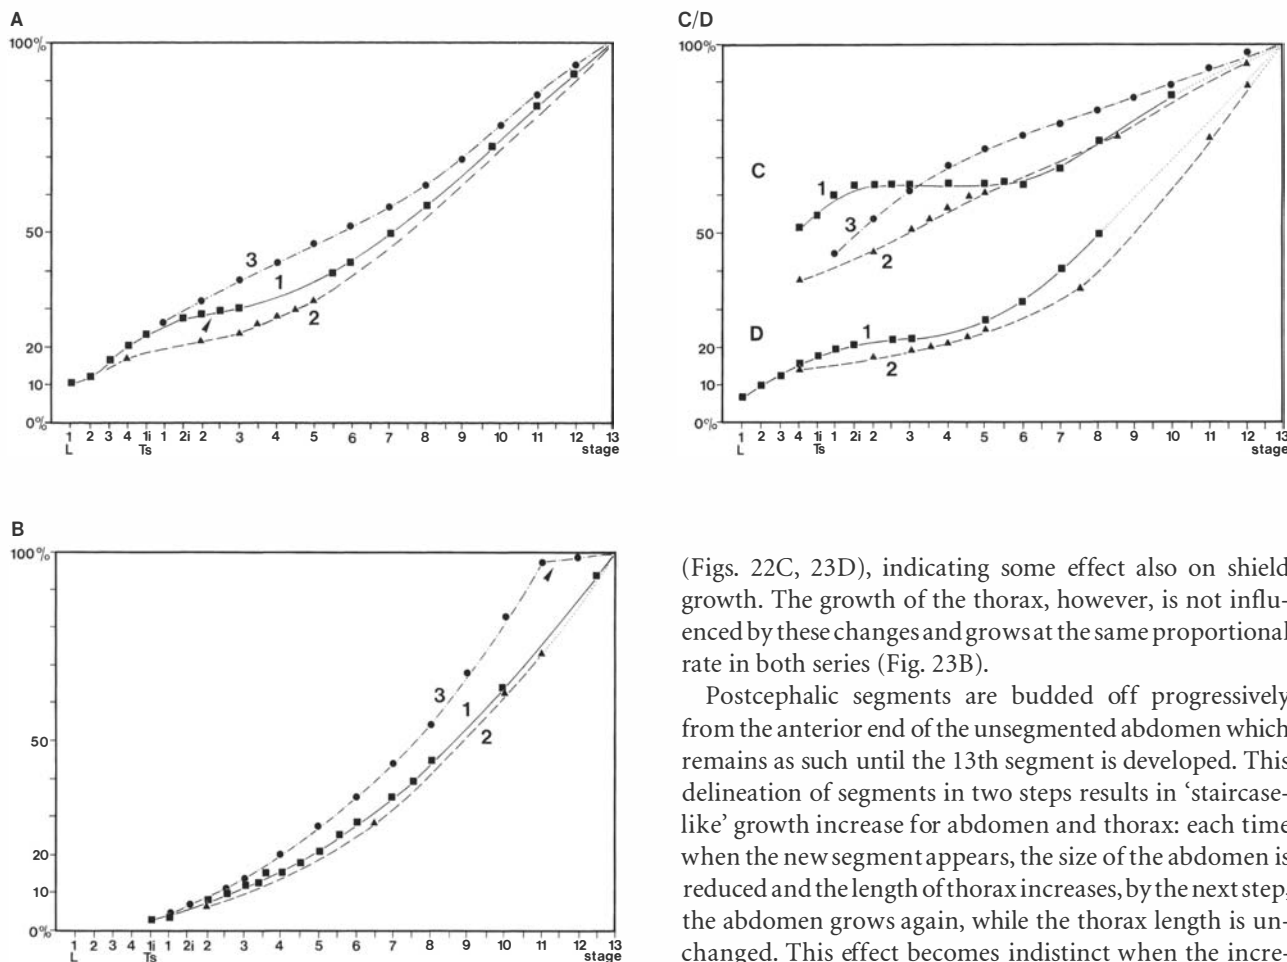 A
100%
50
20
10
0%
3
1
2
1 2 3 4 1i 1 2i 2 3 4 5 6 7 8 9 10 11 12 13
L Ts stage
C/D
100%
50
20
10
0%
C
1
3
2
D
1
2
1 2 3 4 1i 1 2i 2 3 4 5 6 7 8 9 10 11 12 13
L Ts stage
B
100%
50
20
10
0%
3
1
2
1 2 3 4 1i 1 2i 2 3 4 5 6 7 8 9 10 11 12 13
L Ts stage
(Figs. 22C, 23D), indicating some effect also on shield
growth. The growth of the thorax, however, is not influ-
enced by these changes and grows at the same proportional
rate in both series (Fig. 23B).
Postcephalic segments are budded off progressively
from the anterior end of the unsegmented abdomen which
remains as such until the 13th segment is developed. This
delineation of segments in two steps results in ‘staircase-
like’ growth increase for abdomen and thorax: each time
when the new segment appears, the size of the abdomen is
reduced and the length of thorax increases, by the next step,
the abdomen grows again, while the thorax length is un-
changed. This effect becomes indistinct when the incre-